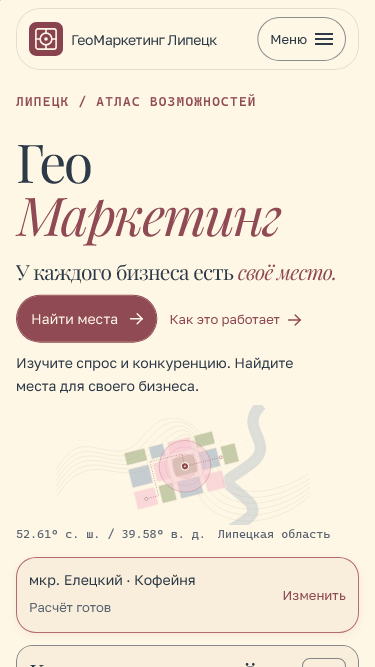 ГеоМаркетинг Липецк
Меню
ЛИПЕЦК / АТЛАС ВОЗМОЖНОСТЕЙ
Гео
Маркетинг
У каждого бизнеса есть своё место.
Найти места →
Как это работает →
Изучите спрос и конкуренцию. Найдите
места для своего бизнеса.
52.61° с. ш. / 39.58° в. д. Липецкая область
мкр. Елецкий · Кофейня
Расчёт готов
Изменить